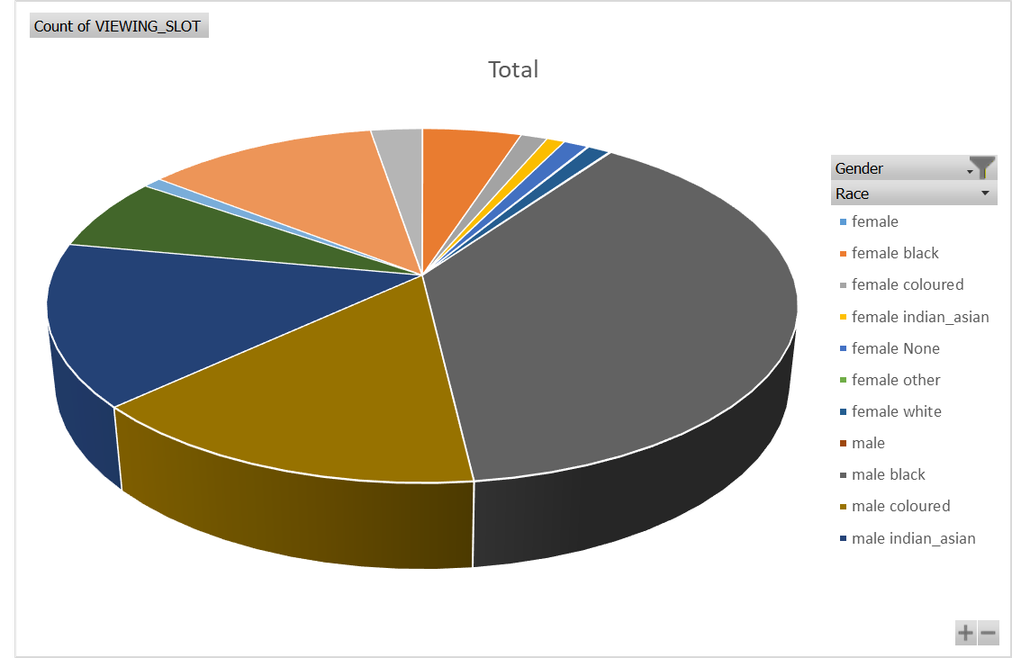 Count of VIEWING_SLOT
Total
Gender
Race
female
female black
female coloured
female indian_asian
female None
female other
female white
male
male black
male coloured
male indian_asian